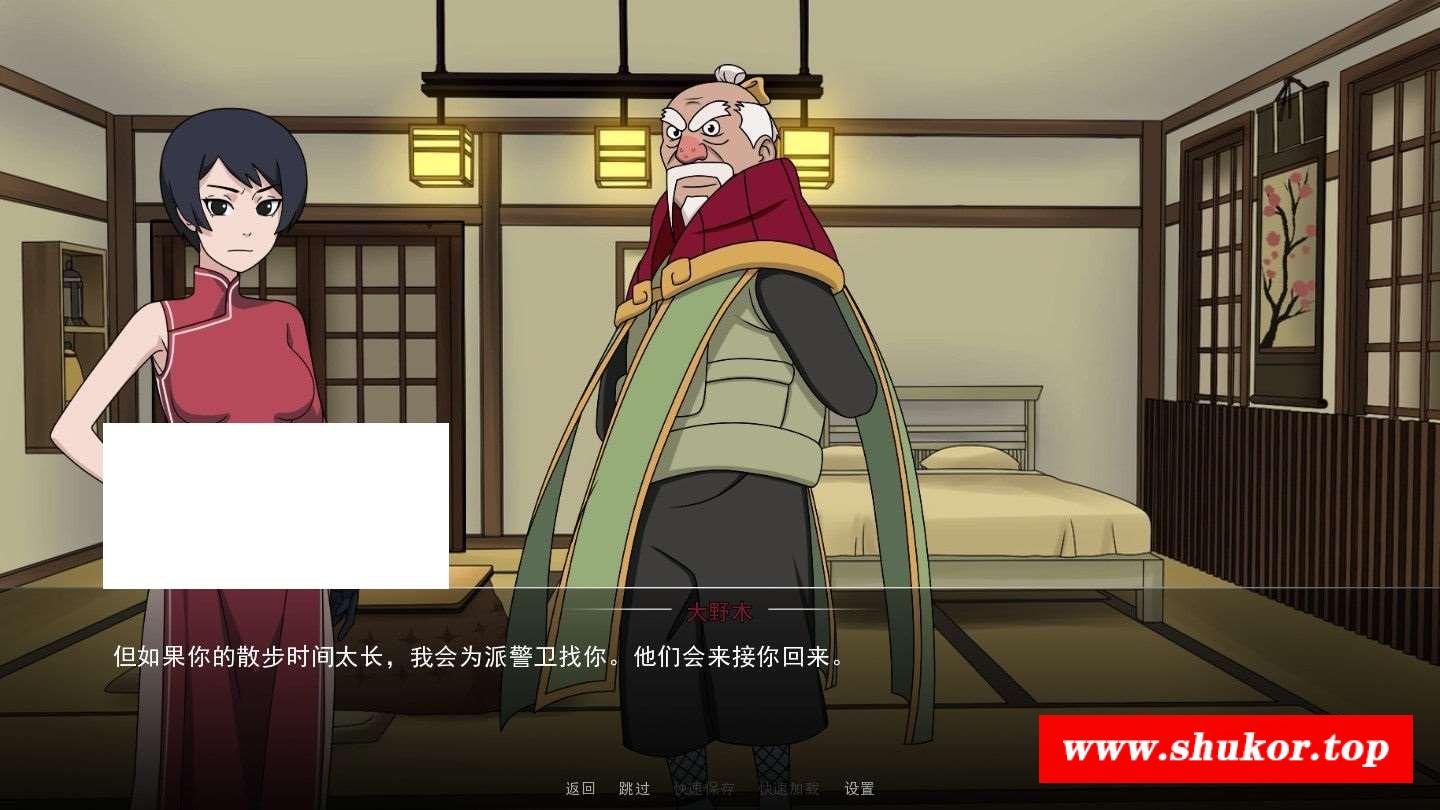 大野木
但如果你的散步时间太长，我会为派警卫找你。他们会来接你回来。
www.shukor.top
返回 跳过 快速保存 快速加载 设置